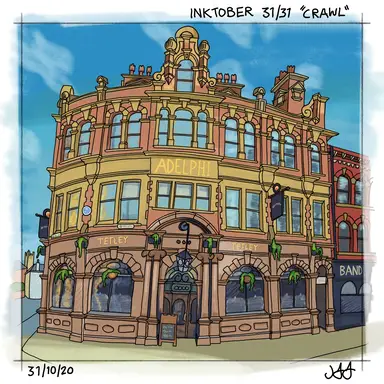 INKTOBER 31/31 "CRAWL"
ADELPHI
TETLEY
TETLEY
BAND
31/10/20